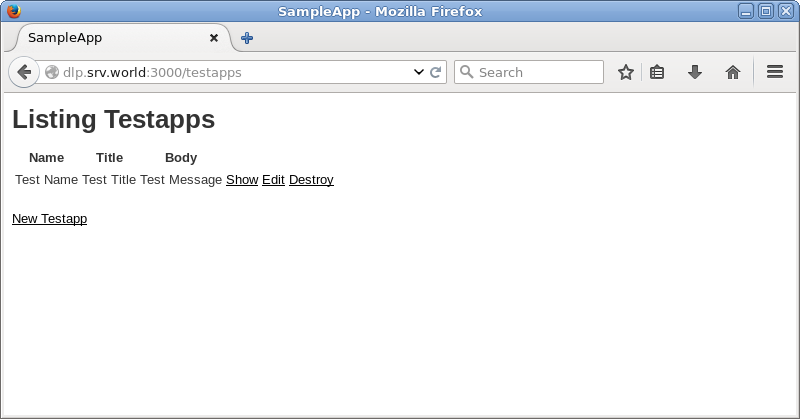 SampleApp - Mozilla Firefox
SampleApp
dlp.srv.world:3000/testapps
Search
Listing Testapps
Name Title Body
Test Name Test Title Test Message Show Edit Destroy
New Testapp